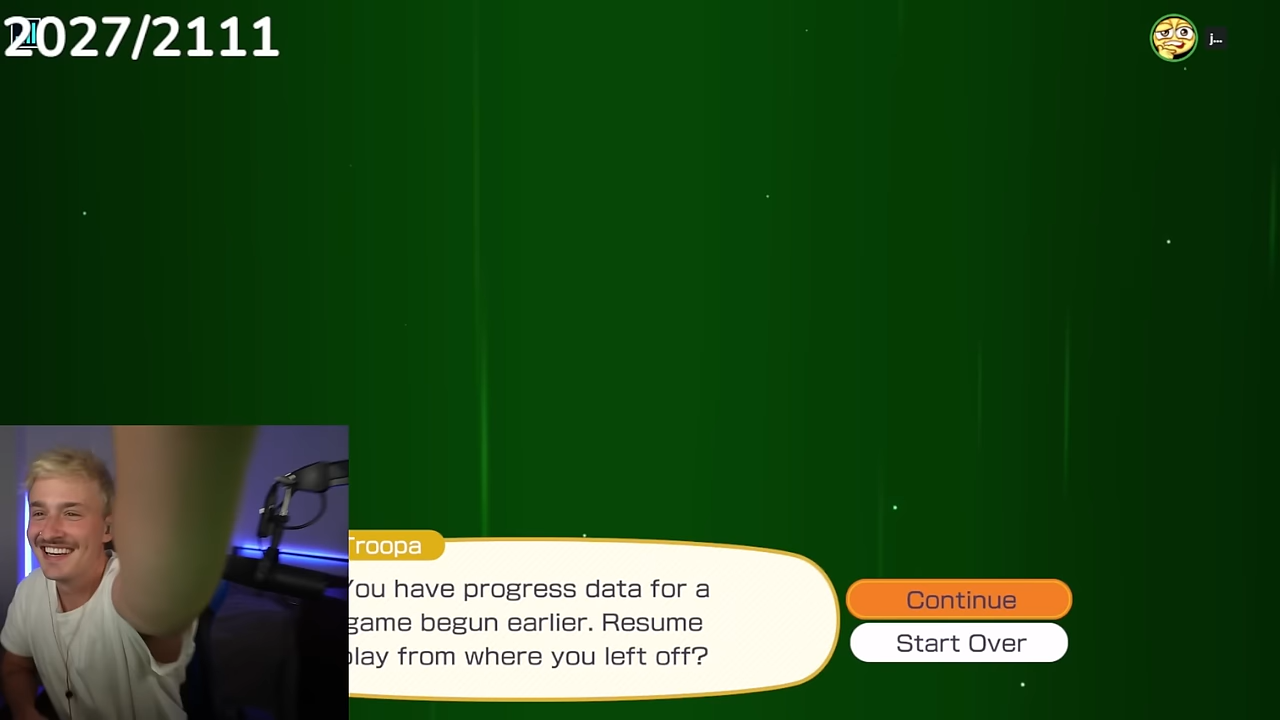 2027/2111
j...
Troopa
You have progress data for a
game begun earlier. Resume
play from where you left off?
Continue
Start Over